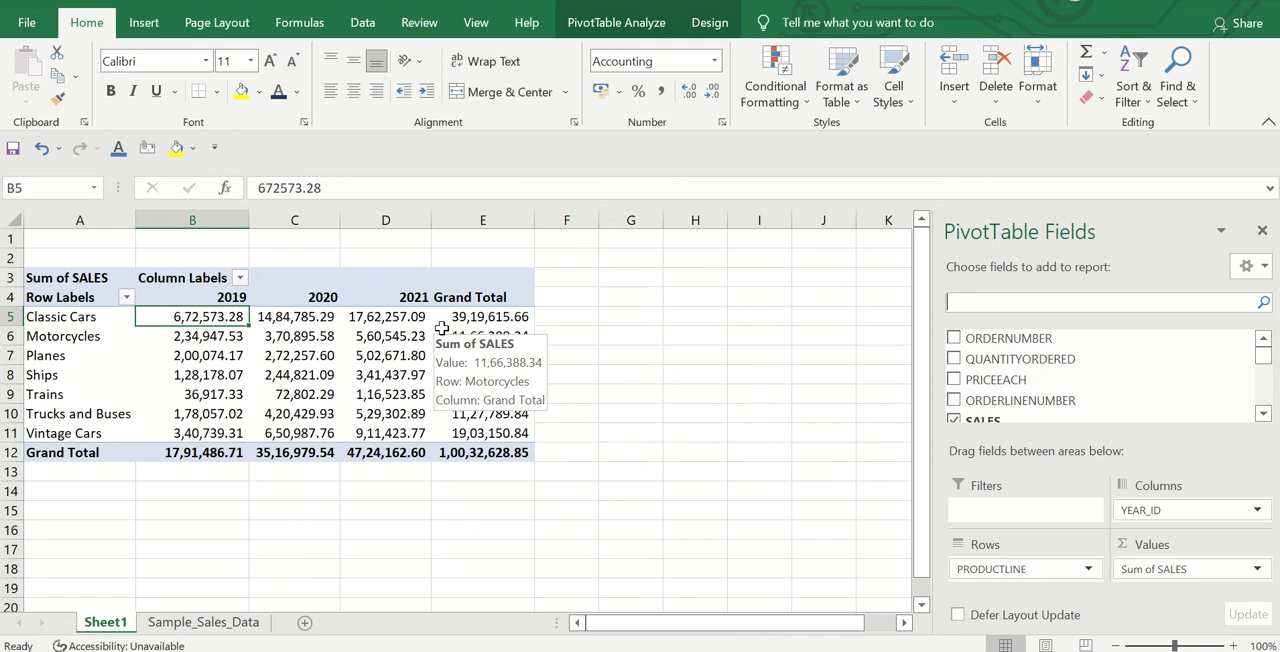 File Home Insert Page Layout Formulas Data Review View Help PivotTable Analyze Design Tell me what you want to do Share
Calibri 11 Wrap Text Accounting
Paste B I U Merge & Center % , Conditional Formatting Format as Table Cell Styles Insert Delete Format Sort & Filter Find & Select
Clipboard Font Alignment Number Styles Cells Editing
B5 fx 672573.28
A B C D E F G H I J K
1
2
3 Sum of SALES Column Labels
4 Row Labels 2019 2020 2021 Grand Total
5 Classic Cars 6,72,573.28 14,84,785.29 17,62,257.09 39,19,615.66
6 Motorcycles 2,34,947.53 3,70,895.58 5,60,545.23
7 Planes 2,00,074.17 2,72,257.60 5,02,671.80
8 Ships 1,28,178.07 2,44,821.09 3,41,437.97
9 Trains 36,917.33 72,802.29 1,16,523.85
10 Trucks and Buses 1,78,057.02 4,20,429.93 5,29,302.89 11,27,789.84
11 Vintage Cars 3,40,739.31 6,50,987.76 9,11,423.77 19,03,150.84
12 Grand Total 17,91,486.71 35,16,979.54 47,24,162.60 1,00,32,628.85
13
14
15
16
17
18
19
20
Sum of SALES
Value: 11,66,388.34
Row: Motorcycles
Column: Grand Total
Sheet1 Sample_Sales_Data
Ready Accessibility: Unavailable 100%
PivotTable Fields
Choose fields to add to report:
ORDERNUMBER
QUANTITYORDERED
PRICEEACH
ORDERLINENUMBER
SALES
Drag fields between areas below:
Filters Columns
YEAR_ID
Rows Σ Values
PRODUCTLINE Sum of SALES
Defer Layout Update Update